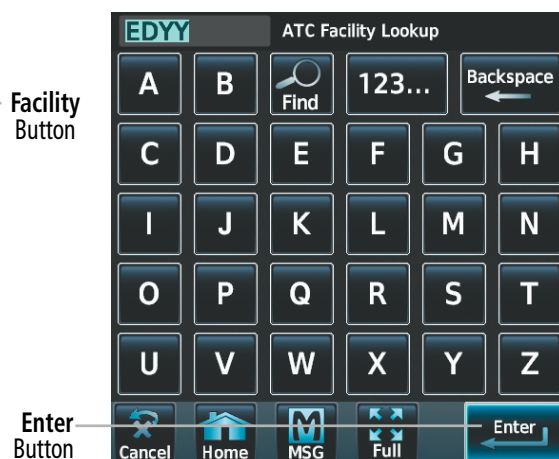 EDYY ATC Facility Lookup
A B Find 123... Backspace
Facility
Button
C D E F G H
I J K L M N
O P Q R S T
U V W X Y Z
Enter
Button
Cancel Home MSG Full Enter